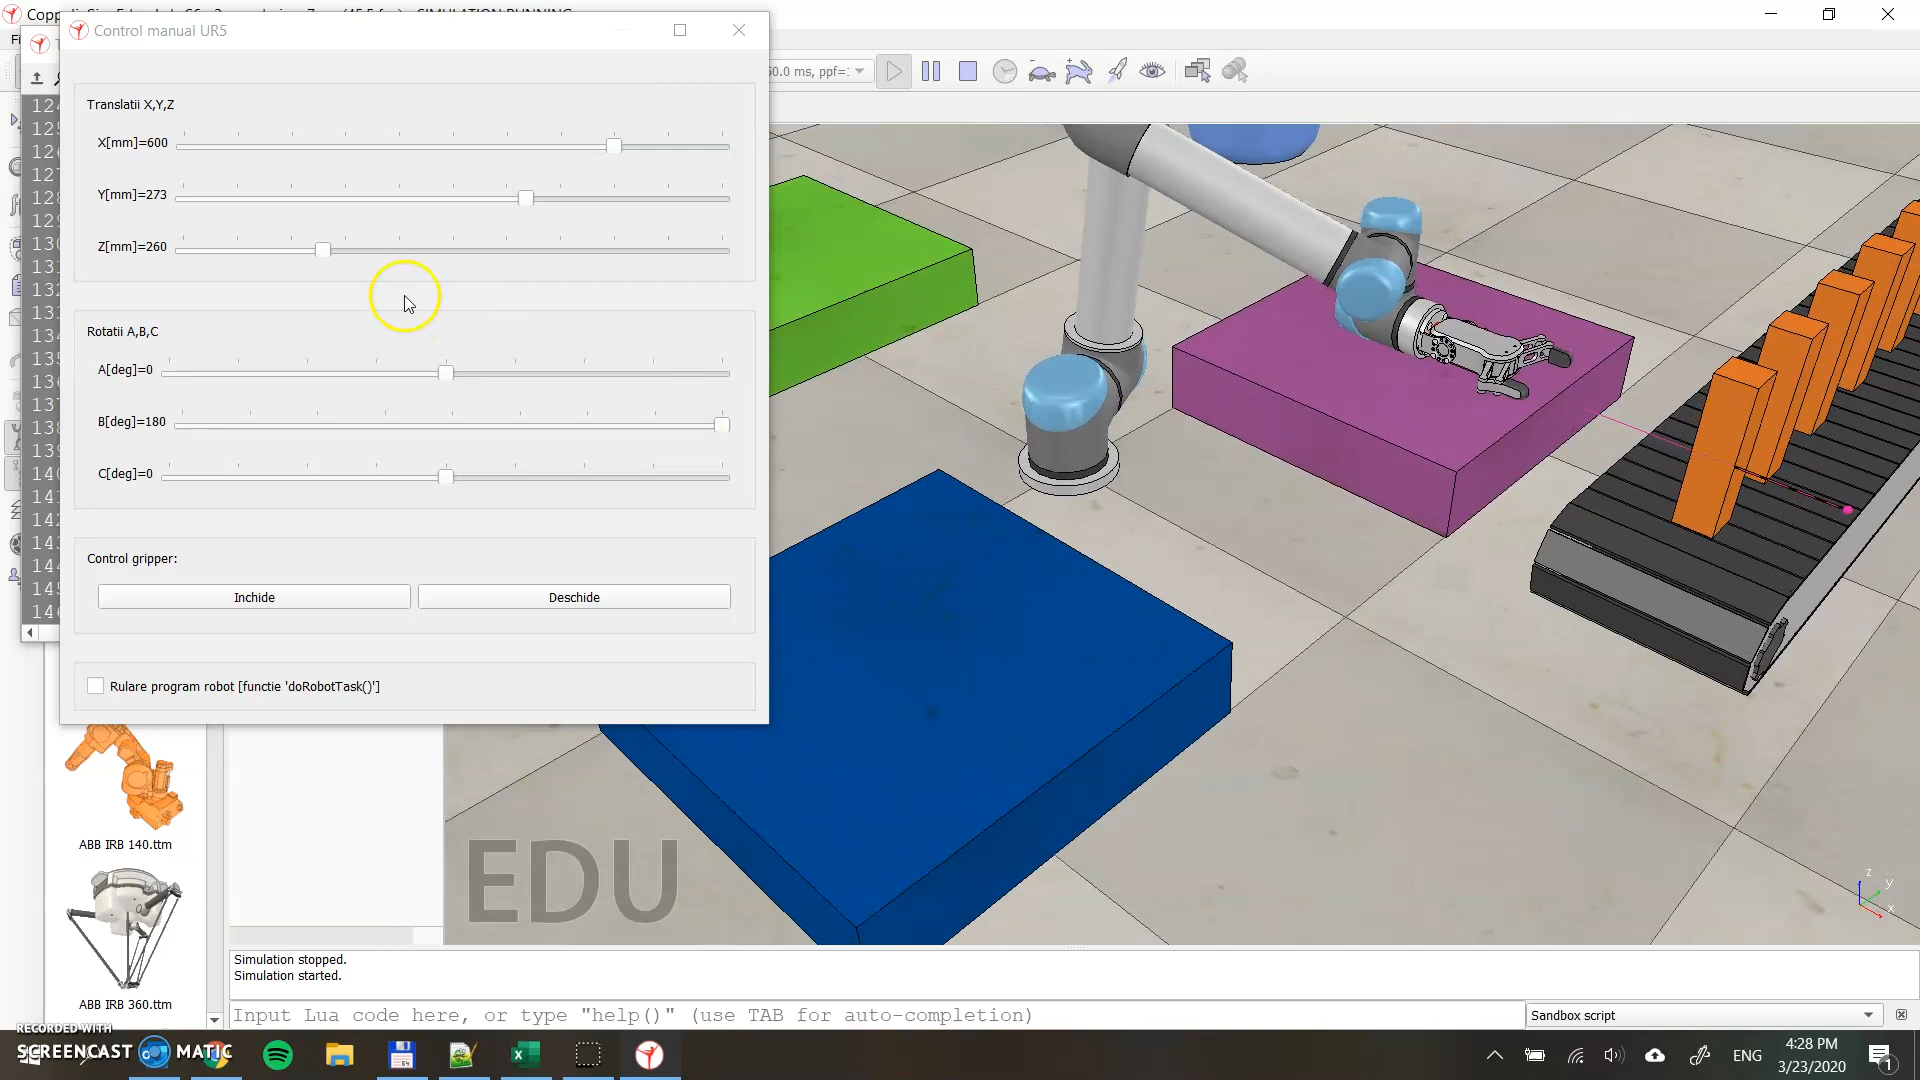 Control manual UR5
SIMULATION RUNNING
Translatii X,Y,Z
X[mm]=600
Y[mm]=273
Z[mm]=260
Rotatii A,B,C
A[deg]=0
B[deg]=180
C[deg]=0
Control gripper:
Inchide
Deschide
Rulare program robot [functie 'doRobotTask()']
125
126
127
128
129
130
131
132
133
134
135
136
137
138
139
140
141
142
143
144
145
146
ABB IRB 140.ttm
ABB IRB 360.ttm
EDU
z
y
x
Simulation stopped.
Simulation started.
Input Lua code here, or type "help()" (use TAB for auto-completion)
Sandbox script
RECORDED WITH
SCREENCAST MATIC
ENG
4:28 PM
3/23/2020
1